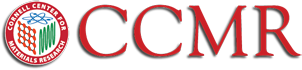 CORNELL CENTER FOR
MATERIALS RESEARCH
CCMR